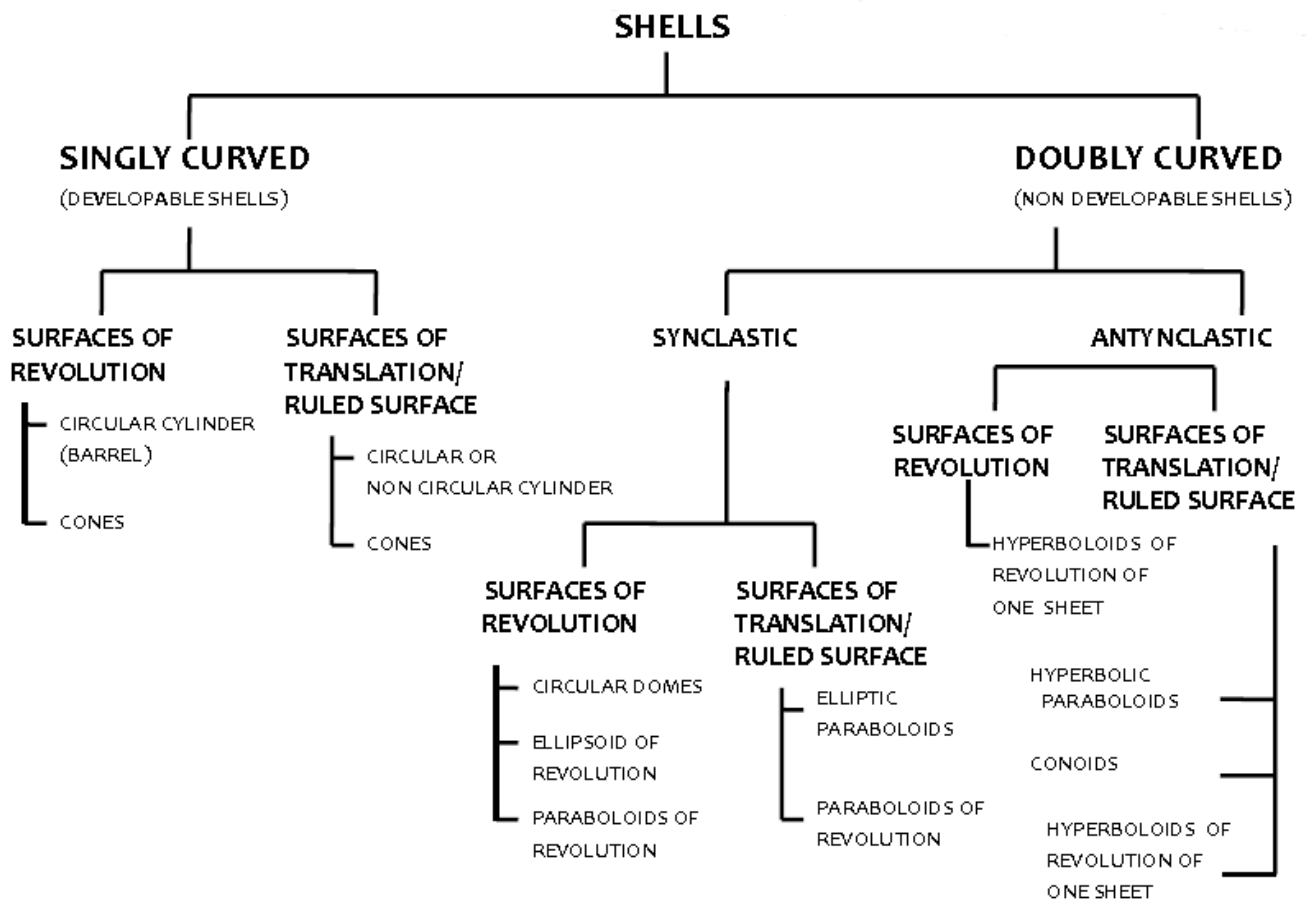 SHELLS
SINGLY CURVED
(DEVELOPABLE SHELLS)
DOUBLY CURVED
(NON DEVELOPABLE SHELLS)
SURFACES OF
REVOLUTION
CIRCULAR CYLINDER
(BARREL)
CONES
SURFACES OF
TRANSLATION/
RULED SURFACE
CIRCULAR OR
NON CIRCULAR CYLINDER
CONES
SYNCLASTIC
SURFACES OF
REVOLUTION
CIRCULAR DOMES
ELLIPSOID OF
REVOLUTION
PARABOLOIDS OF
REVOLUTION
SURFACES OF
TRANSLATION/
RULED SURFACE
ELLIPTIC
PARABOLOIDS
PARABOLOIDS OF
REVOLUTION
ANTYNCLASTIC
SURFACES OF
REVOLUTION
HYPERBOLOIDS OF
REVOLUTION OF
ONE SHEET
SURFACES OF
TRANSLATION/
RULED SURFACE
HYPERBOLIC
PARABOLOIDS
CONOIDS
HYPERBOLOIDS OF
REVOLUTION OF
ONE SHEET